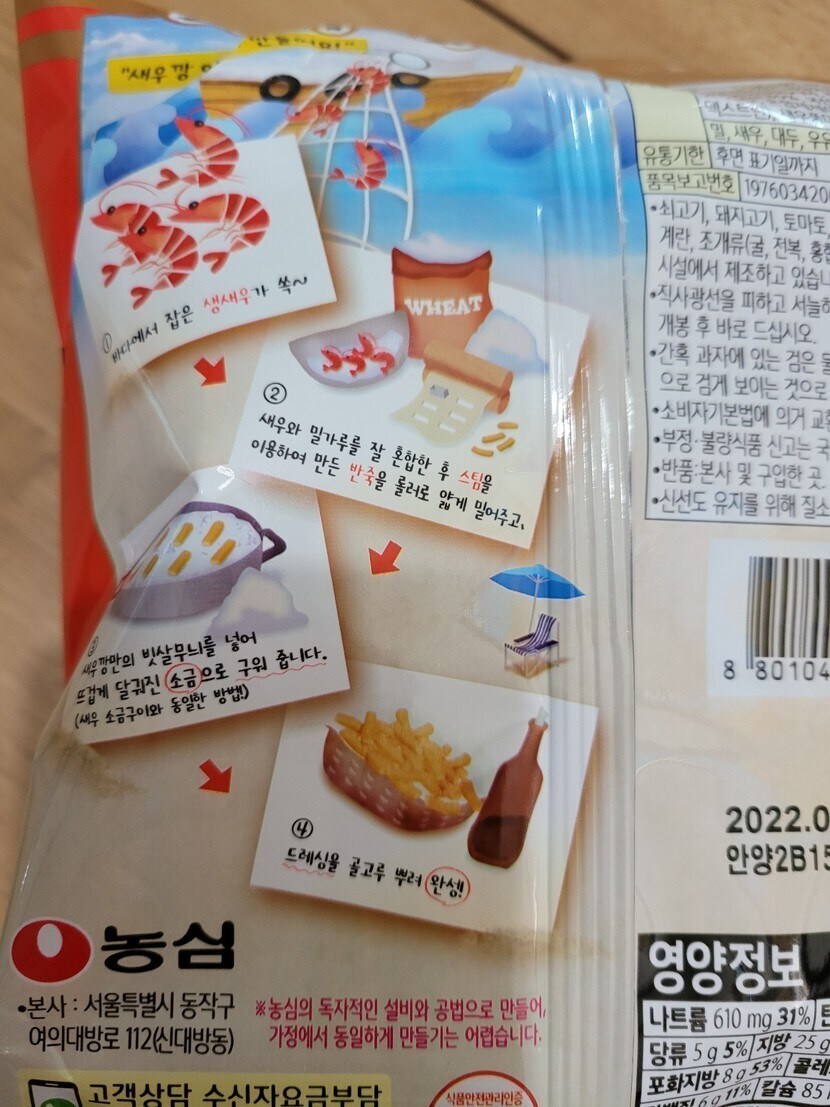 "새우깡
만들어요!"
① 바다에서 잡은 생새우가 쏙~
WHEAT
②
새우와 밀가루를 잘 혼합한 후 스팀을
이용하여 만든 반죽을 롤러로 얇게 밀어주고,
③
새우깡만의 빗살무늬를 넣어
뜨겁게 달궈진 소금으로 구워 줍니다.
(새우 소금구이와 동일한 방법!)
④
드레싱을 골고루 뿌려 완성!
농심
•본사 : 서울특별시 동작구
여의대방로 112(신대방동)
※농심의 독자적인 설비와 공법으로 만들어,
가정에서 동일하게 만들기는 어렵습니다.
고객상담 수신자요금부담
식품안전관리인증
밀, 새우, 대두, 우유
유통기한 후면 표기일까지
품목보고번호 197603420
•쇠고기, 돼지고기, 토마토,
계란, 조개류(굴, 전복, 홍합
시설에서 제조하고 있습니
•직사광선을 피하고 서늘하
개봉 후 바로 드십시오.
•간혹 과자에 있는 검은 물
으로 검게 보이는 것으로
•소비자기본법에 의거 교환
•부정·불량식품 신고는 국
•반품:본사 및 구입한 곳.
•신선도 유지를 위해 질소
8 80104
2022.0
안양2B15
영양정보
나트륨 610 mg 31%
당류 5 g 5% 지방 25 g
포화지방 8 g 53% 콜레
6 g 11% 칼슘 85